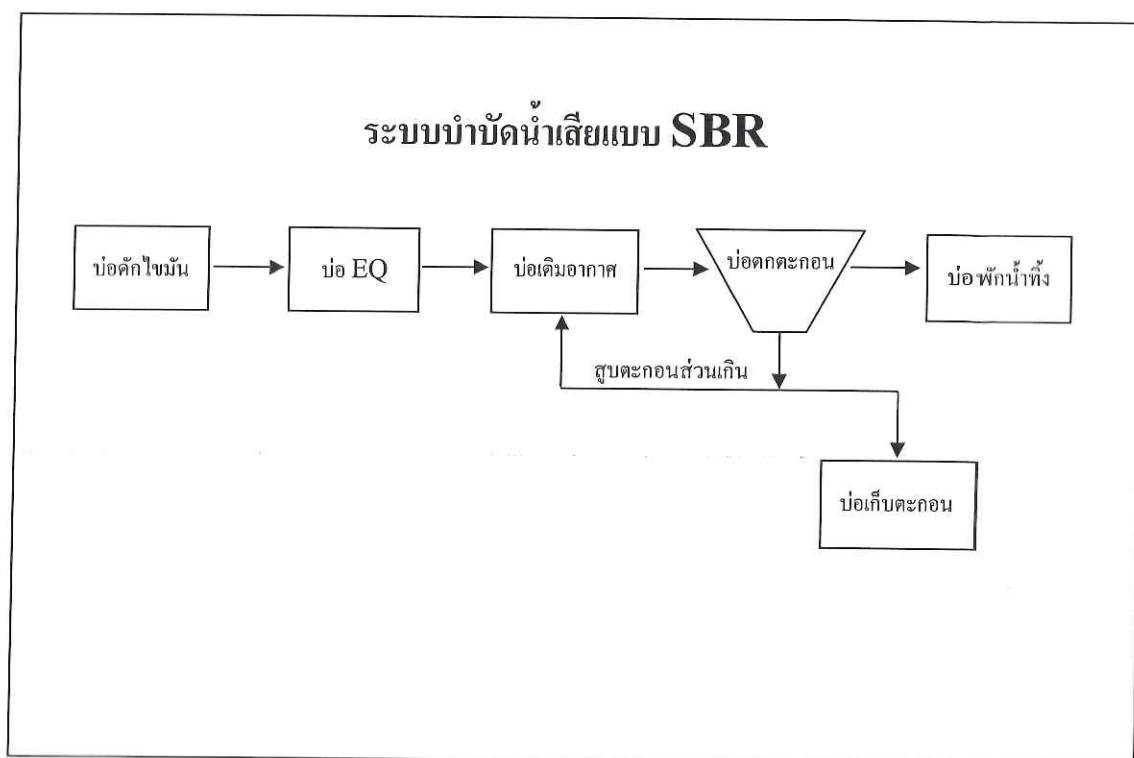 ระบบบำบัดน้ำเสียแบบ SBR
บ่อดักไขมัน
บ่อ EQ
บ่อเติมอากาศ
บ่อตกตะกอน
บ่อพักน้ำทิ้ง
สูบตะกอนส่วนเกิน
บ่อเก็บตะกอน